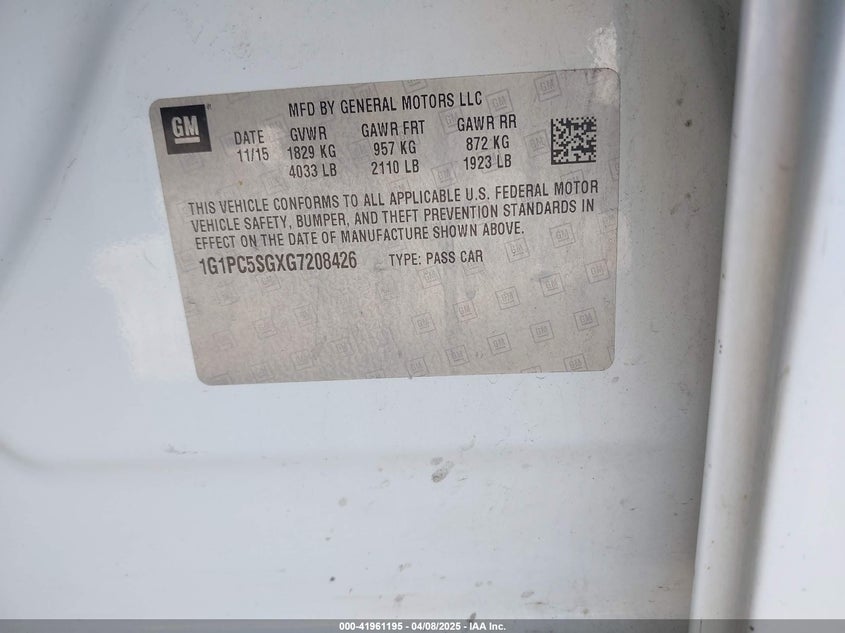 GM
MFD BY GENERAL MOTORS LLC
DATE GVWR GAWR FRT GAWR RR
11/15 1829 KG 957 KG 872 KG
4033 LB 2110 LB 1923 LB
THIS VEHICLE CONFORMS TO ALL APPLICABLE U.S. FEDERAL MOTOR
VEHICLE SAFETY, BUMPER, AND THEFT PREVENTION STANDARDS IN
EFFECT ON THE DATE OF MANUFACTURE SHOWN ABOVE.
1G1PC5SGXG7208426 TYPE: PASS CAR
000-41961195 - 04/08/2025 - © IAA Inc.